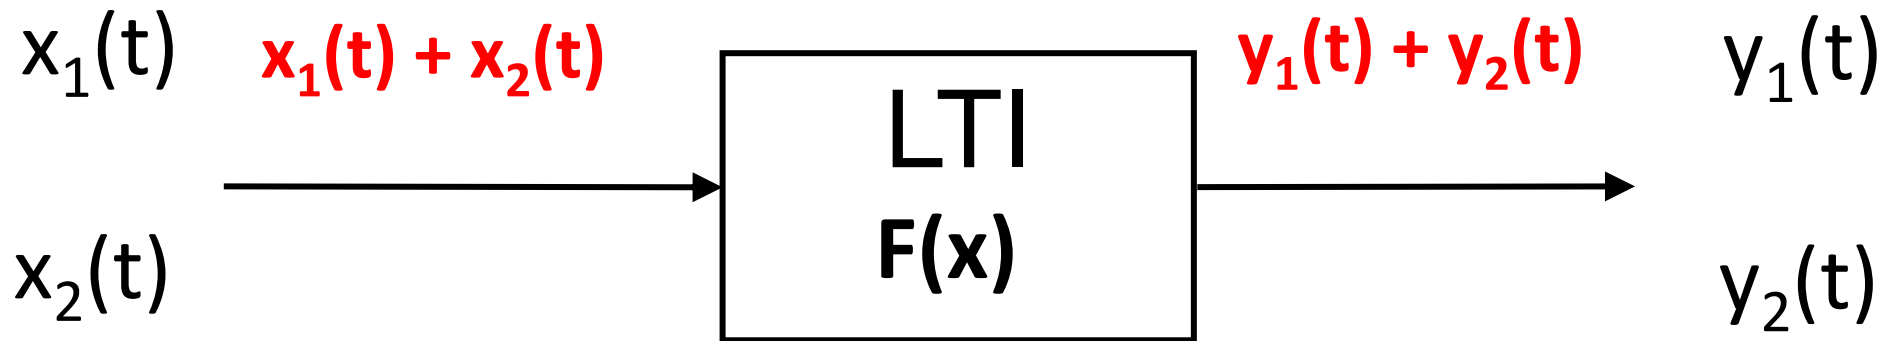 x₁(t)
x₁(t) + x₂(t)
y₁(t) + y₂(t)
y₁(t)
LTI
F(x)
x₂(t)
y₂(t)